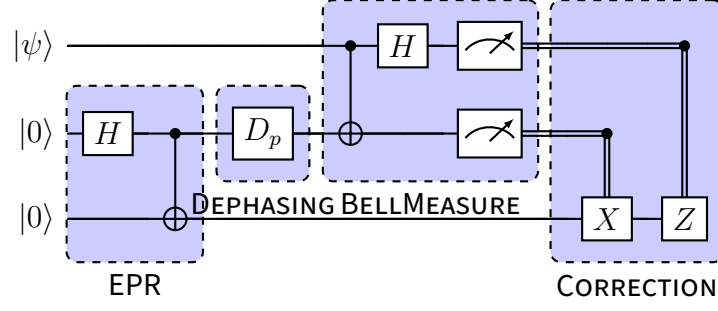 |ψ⟩ H
|0⟩ H D_p
DEPHASING BELLMEASURE
|0⟩ X Z
EPR CORRECTION